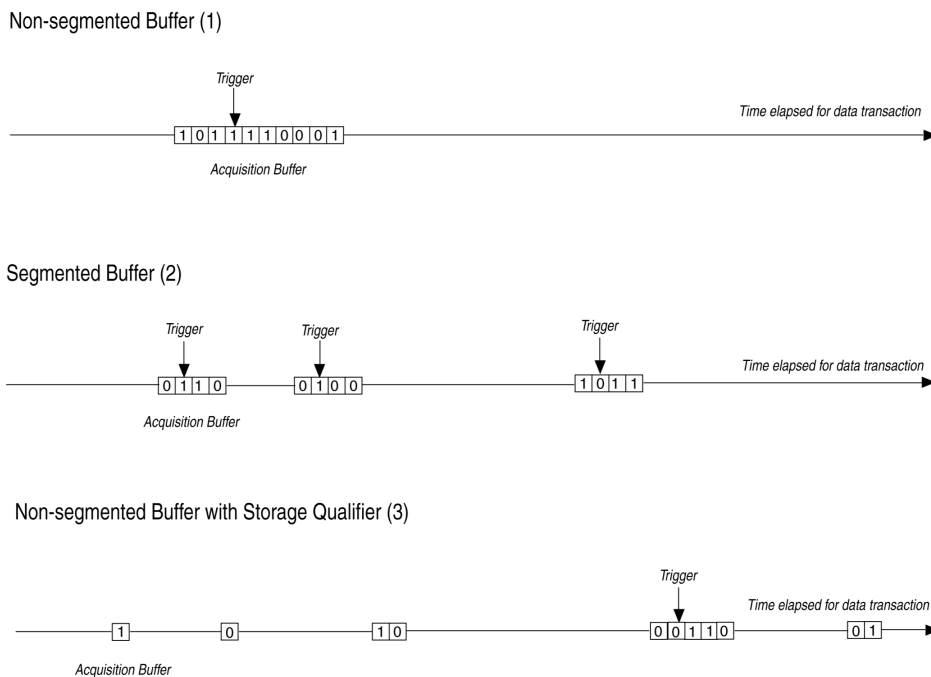 Non-segmented Buffer (1)
Trigger
Time elapsed for data transaction
1 0 1 1 1 1 0 0 0 1
Acquisition Buffer
Segmented Buffer (2)
Trigger Trigger Trigger
Time elapsed for data transaction
0 1 1 0 0 1 0 0 1 0 1 1
Acquisition Buffer
Non-segmented Buffer with Storage Qualifier (3)
Trigger
Time elapsed for data transaction
1 0 1 0 0 0 1 1 0 0 1
Acquisition Buffer